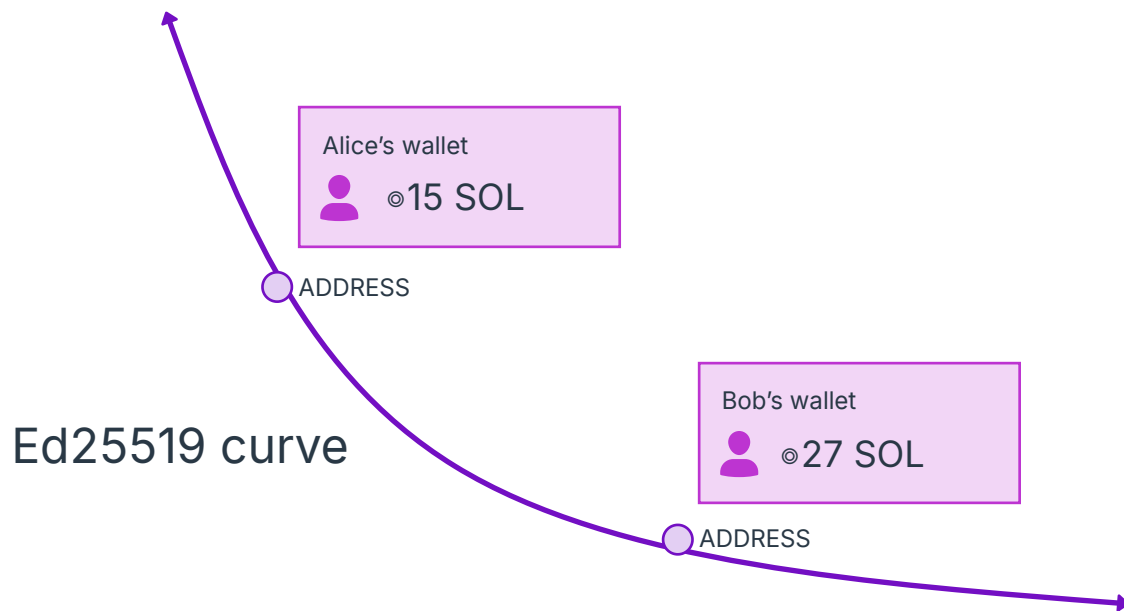 Alice’s wallet
◎15 SOL
ADDRESS
Ed25519 curve
Bob’s wallet
◎27 SOL
ADDRESS